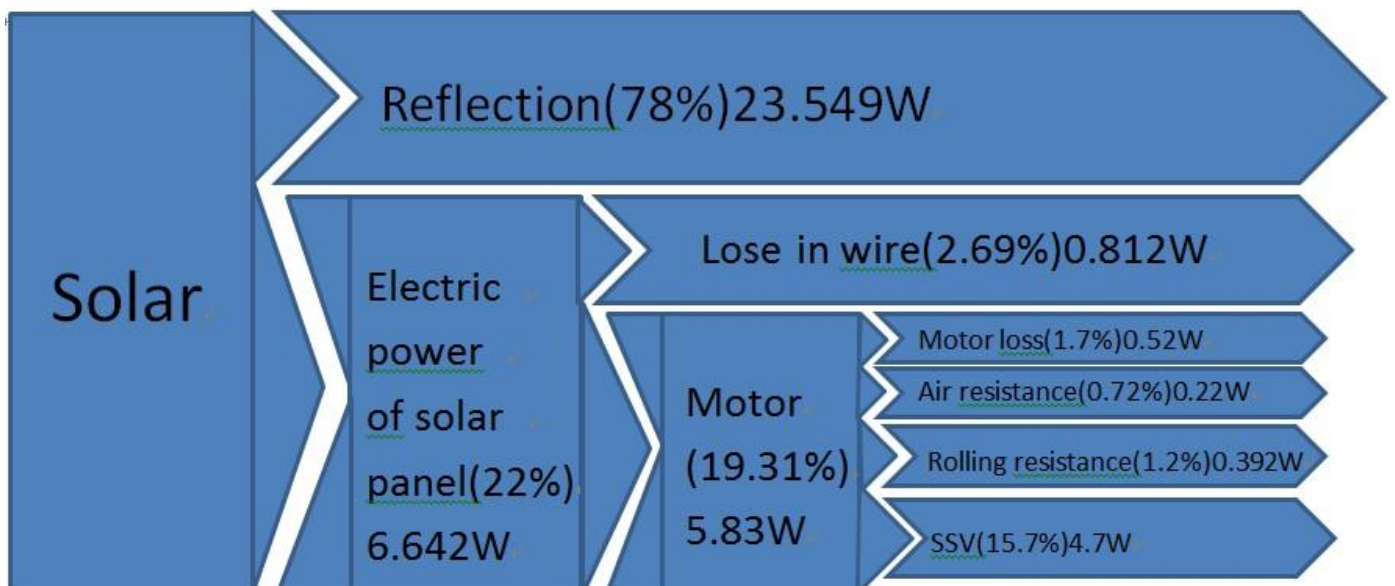 Solar
Reflection(78%)23.549W
Electric
power
of solar
panel(22%)
6.642W
Lose in wire(2.69%)0.812W
Motor
(19.31%)
5.83W
Motor loss(1.7%)0.52W
Air resistance(0.72%)0.22W
Rolling resistance(1.2%)0.392W
SSV(15.7%)4.7W